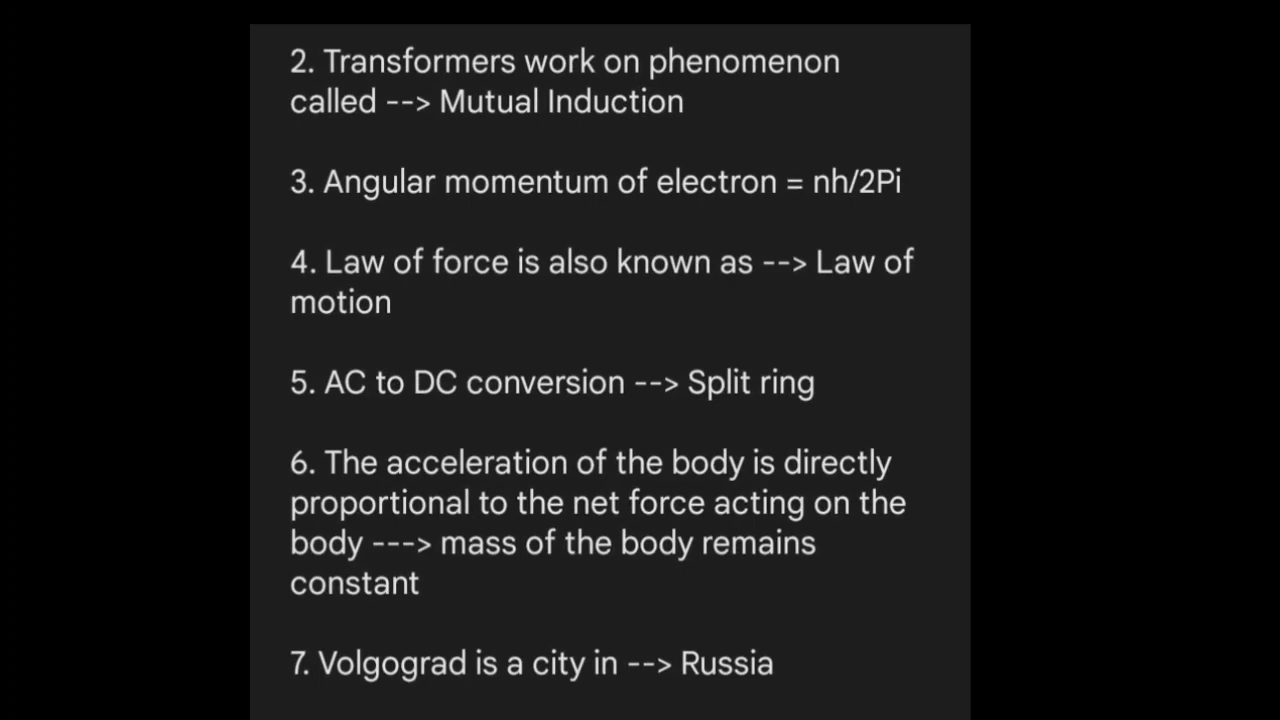 2. Transformers work on phenomenon
called --> Mutual Induction
3. Angular momentum of electron = nh/2Pi
4. Law of force is also known as --> Law of
motion
5. AC to DC conversion --> Split ring
6. The acceleration of the body is directly
proportional to the net force acting on the
body ---> mass of the body remains
constant
7. Volgograd is a city in --> Russia